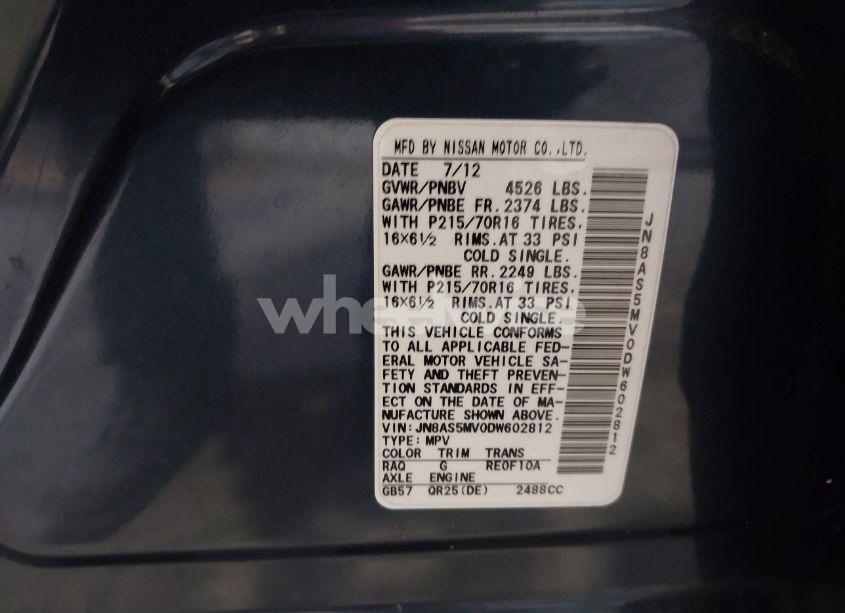 MFD BY NISSAN MOTOR CO.,LTD.
DATE 7/12
GVWR/PNBV 4526 LBS.
GAWR/PNBE FR. 2374 LBS.
WITH P215/70R16 TIRES,
16X6½ RIMS.AT 33 PSI
COLD SINGLE.
GAWR/PNBE RR. 2249 LBS.
WITH P215/70R16 TIRES,
16X6½ RIMS.AT 33 PSI
COLD SINGLE.
THIS VEHICLE CONFORMS
TO ALL APPLICABLE FED-
ERAL MOTOR VEHICLE SA-
FETY AND THEFT PREVEN-
TION STANDARDS IN EFF-
ECT ON THE DATE OF MA-
NUFACTURE SHOWN ABOVE.
VIN: JN8AS5MV0DW602812
TYPE: MPV
COLOR TRIM TRANS
RAQ G RE0F10A
AXLE ENGINE
GB57 QR25(DE) 2488CC
JN8AS5MV0DW602812